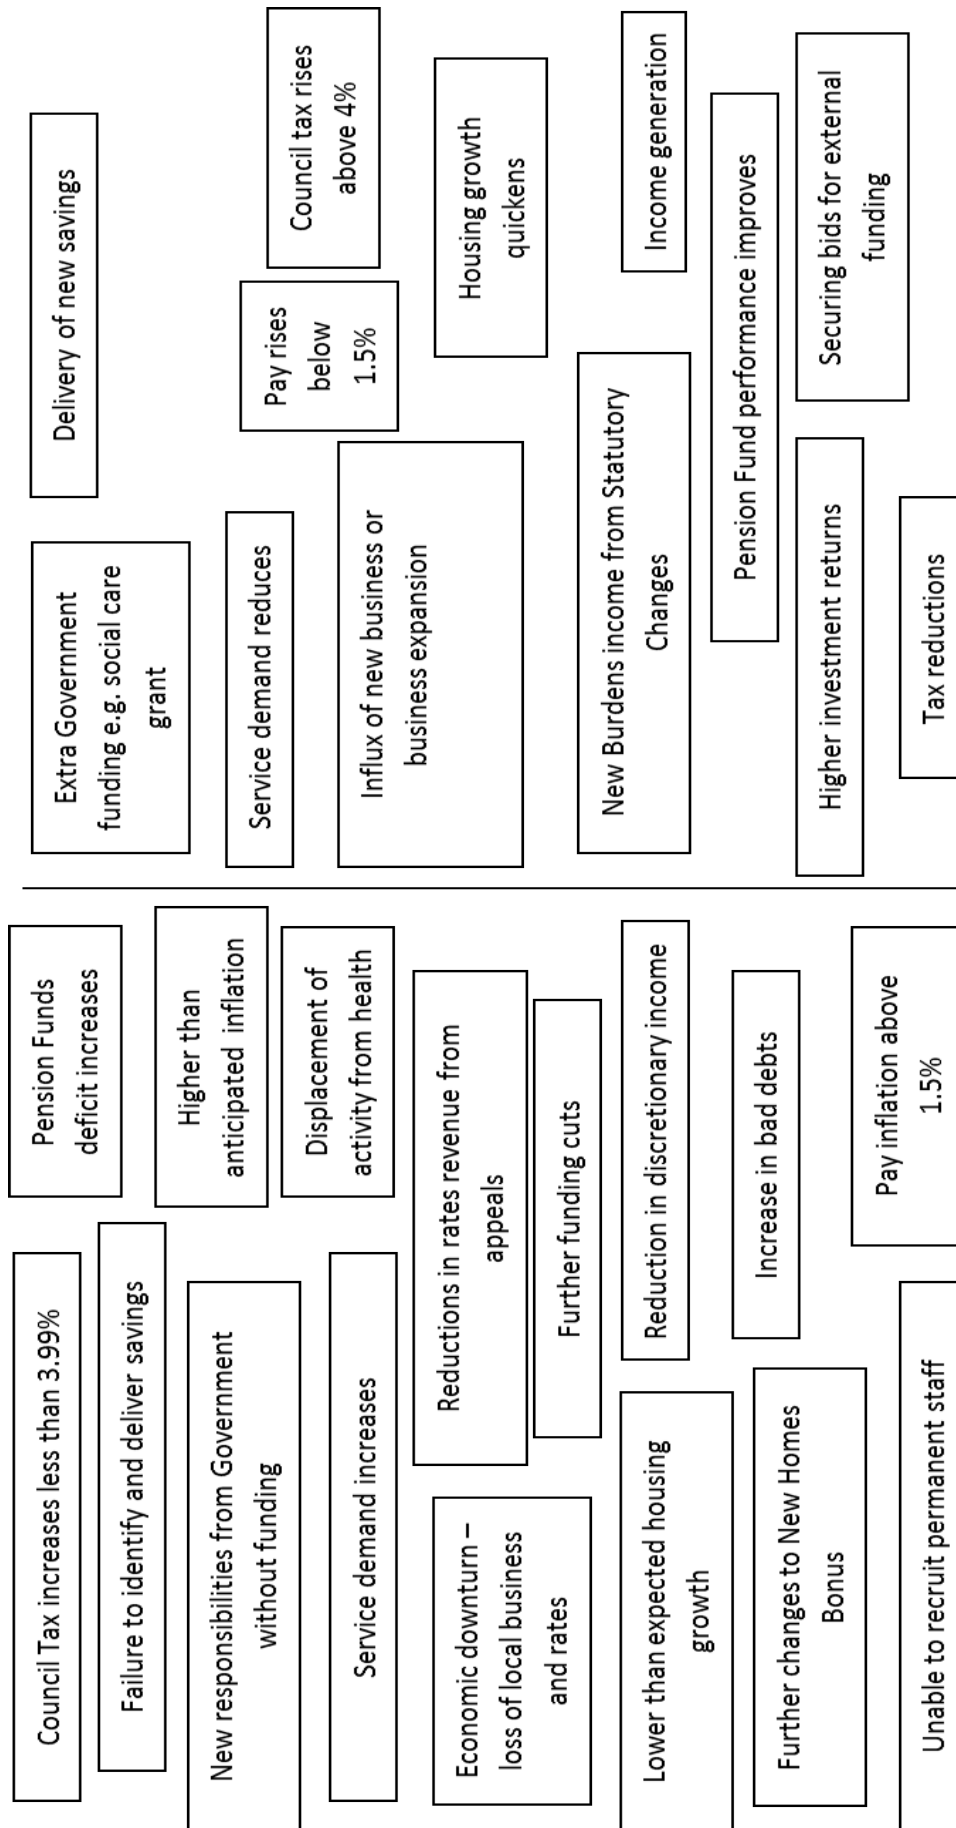 Council Tax increases less than 3.99%
Pension Funds
deficit increases
Failure to identify and deliver savings
Higher than
anticipated inflation
New responsibilities from Government
without funding
Displacement of
activity from health
Service demand increases
Reductions in rates revenue from
appeals
Economic downturn –
loss of local business
and rates
Further funding cuts
Lower than expected housing
growth
Reduction in discretionary income
Further changes to New Homes
Bonus
Increase in bad debts
Unable to recruit permanent staff
Pay inflation above
1.5%
Extra Government
funding e.g. social care
grant
Delivery of new savings
Service demand reduces
Pay rises
below
1.5%
Council tax rises
above 4%
Influx of new business or
business expansion
Housing growth
quickens
New Burdens income from Statutory
Changes
Income generation
Pension Fund performance improves
Higher investment returns
Securing bids for external
funding
Tax reductions